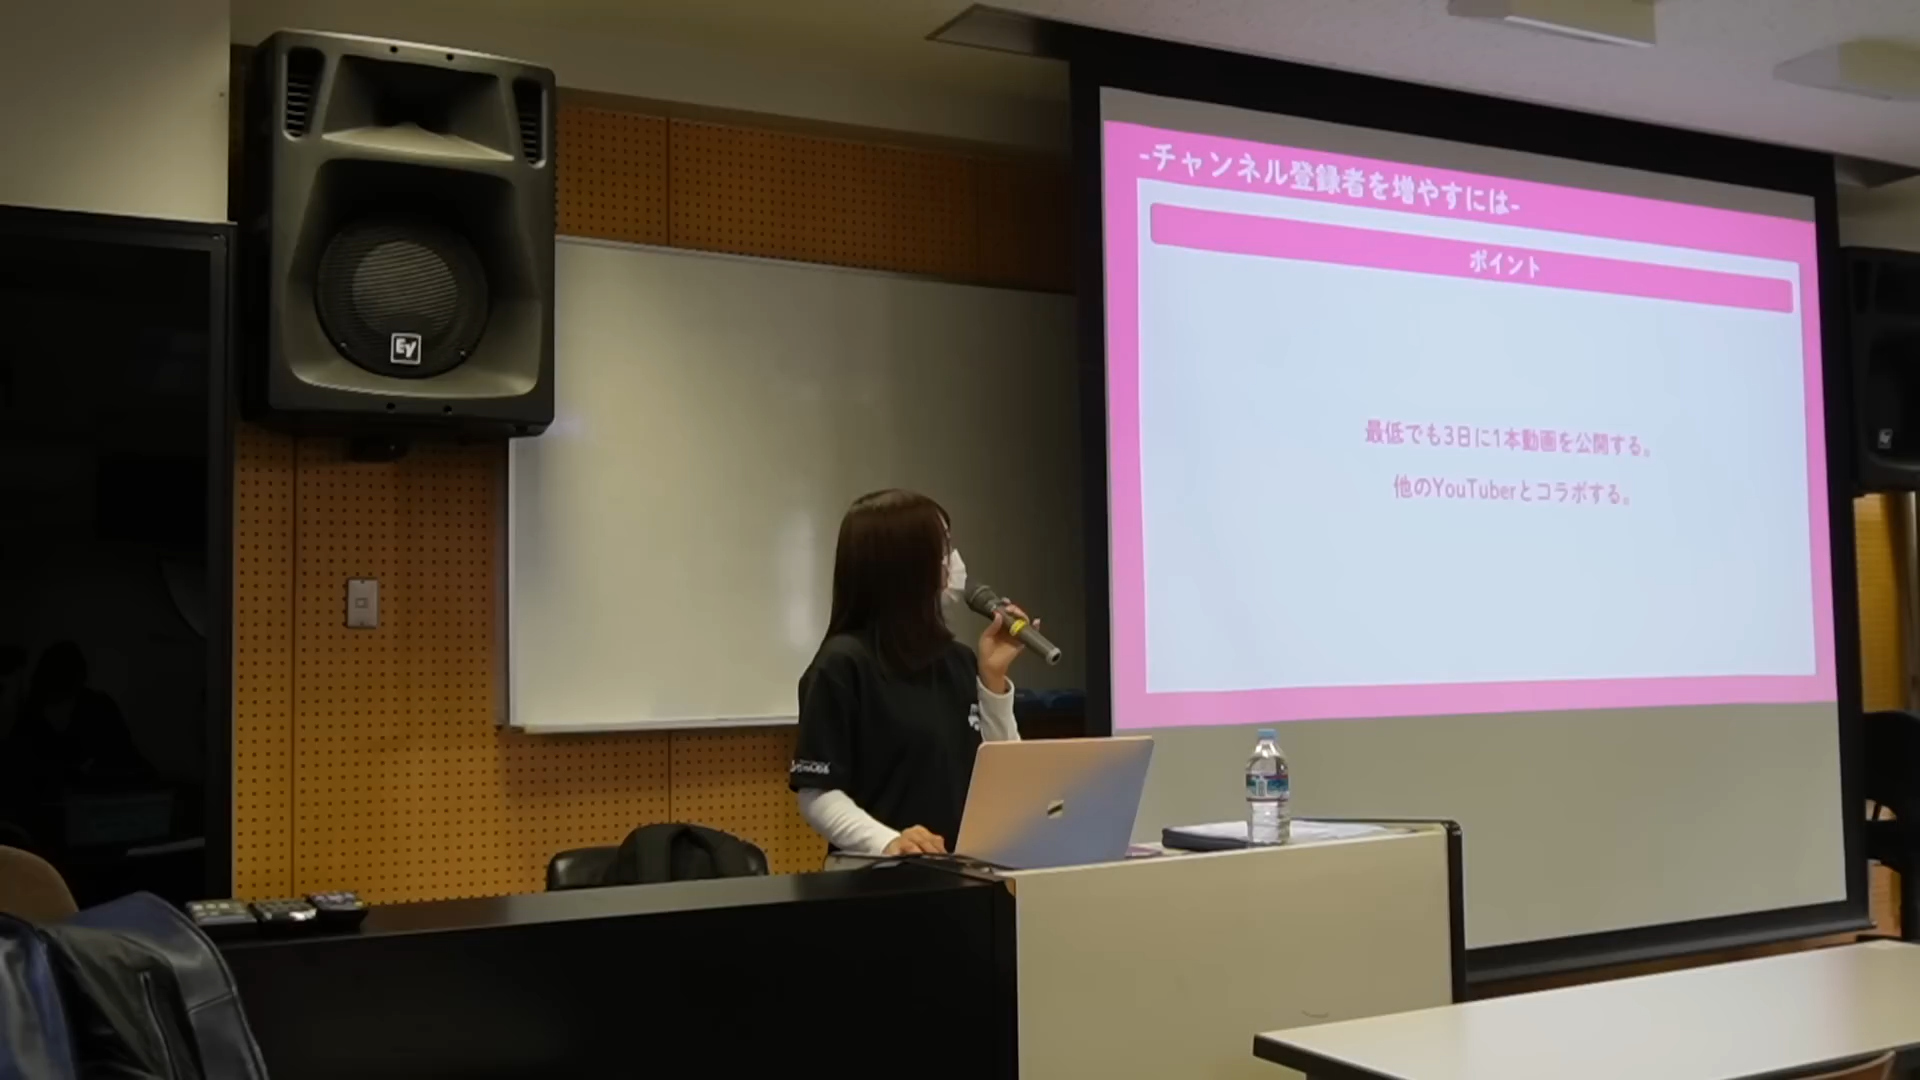 -チャンネル登録者を増やすには-
ポイント
最低でも3日に1本動画を公開する。
他のYouTuberとコラボする。
EV